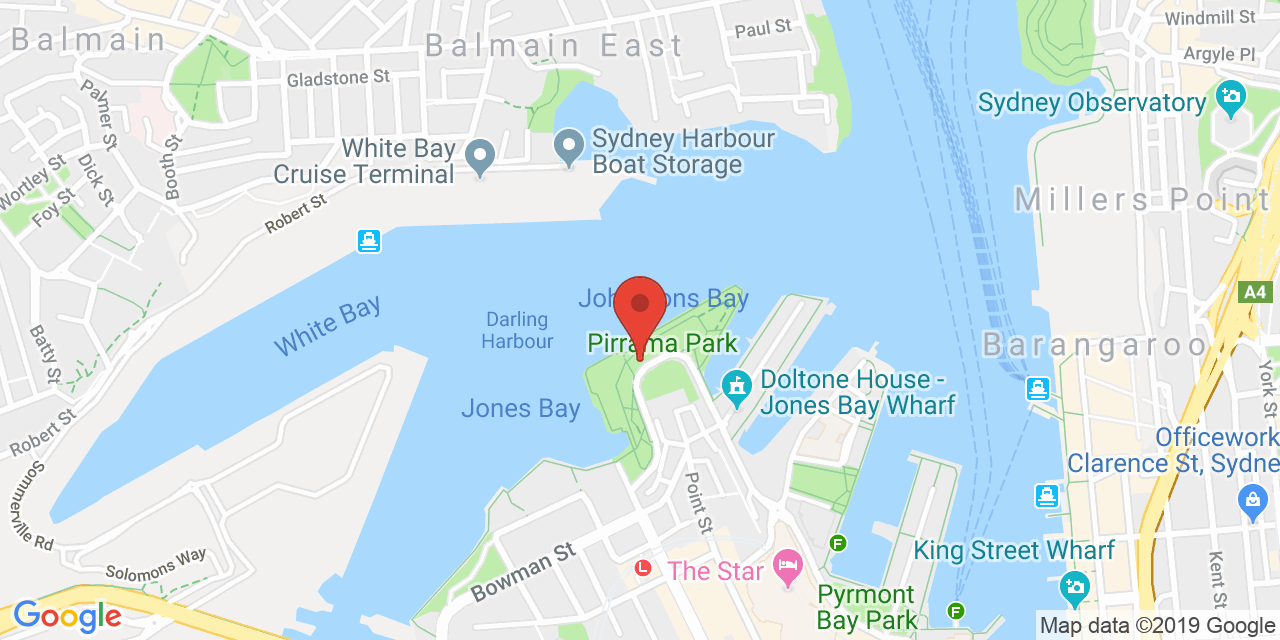 Balmain
Balmain East
Paul St
Windmill St
Argyle Pl
Gladstone St
Palmer St
Sydney Observatory
Booth St
Dick St
Wortley St
Foy St
White Bay
Cruise Terminal
Sydney Harbour
Boat Storage
Robert St
Millers Point
A4
White Bay
Darling
Harbour
Pirrama Park
Barangaroo
Batty St
York St
Doltone House -
Jones Bay Wharf
Jones Bay
Robert St
Officework
Clarence St, Sydne
Sommerville Rd
Point St
F
King Street Wharf
Solomons Way
Bowman St
L
The Star
Kent St
Pyrmont
Bay Park
F
Google
Map data ©2019 Google